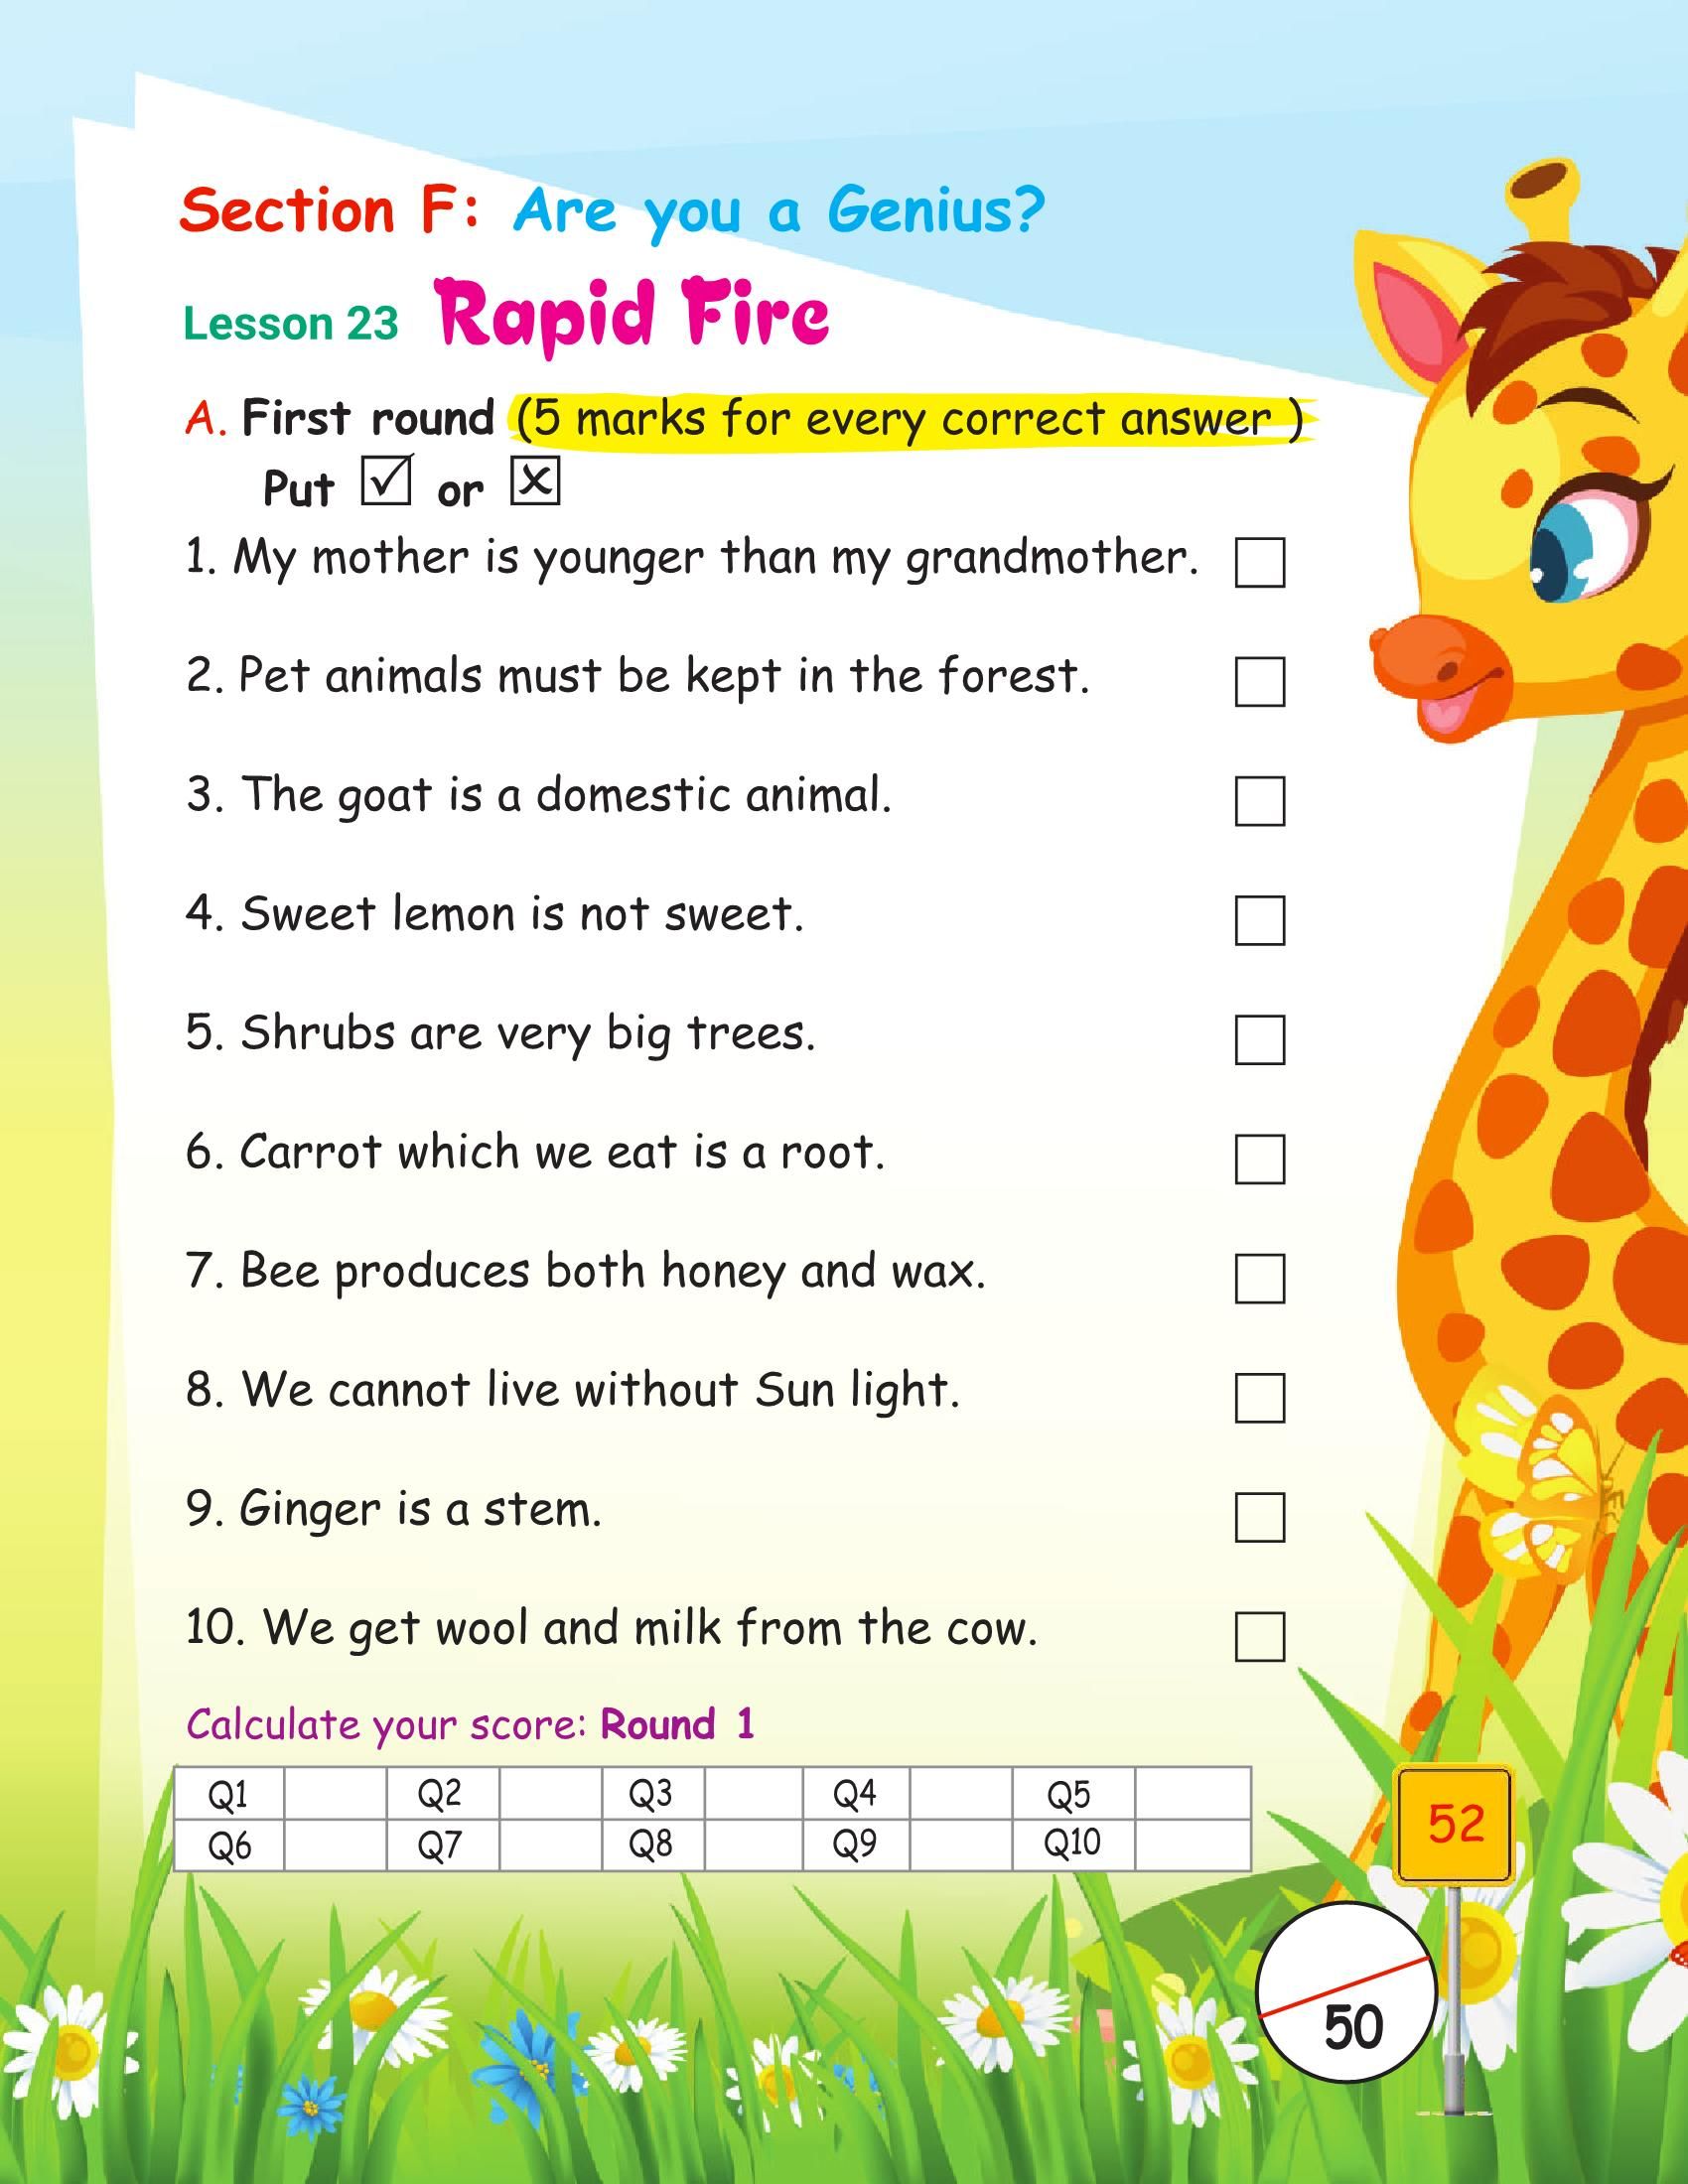 Section F: Are you a Genius?
Lesson 23 Rapid Fire
A. First round (5 marks for every correct answer )
Put ☑ or ☒
1. My mother is younger than my grandmother.
2. Pet animals must be kept in the forest.
3. The goat is a domestic animal.
4. Sweet lemon is not sweet.
5. Shrubs are very big trees.
6. Carrot which we eat is a root.
7. Bee produces both honey and wax.
8. We cannot live without Sun light.
9. Ginger is a stem.
10. We get wool and milk from the cow.
Calculate your score: Round 1
Q1 Q2 Q3 Q4 Q5
Q6 Q7 Q8 Q9 Q10
52
50